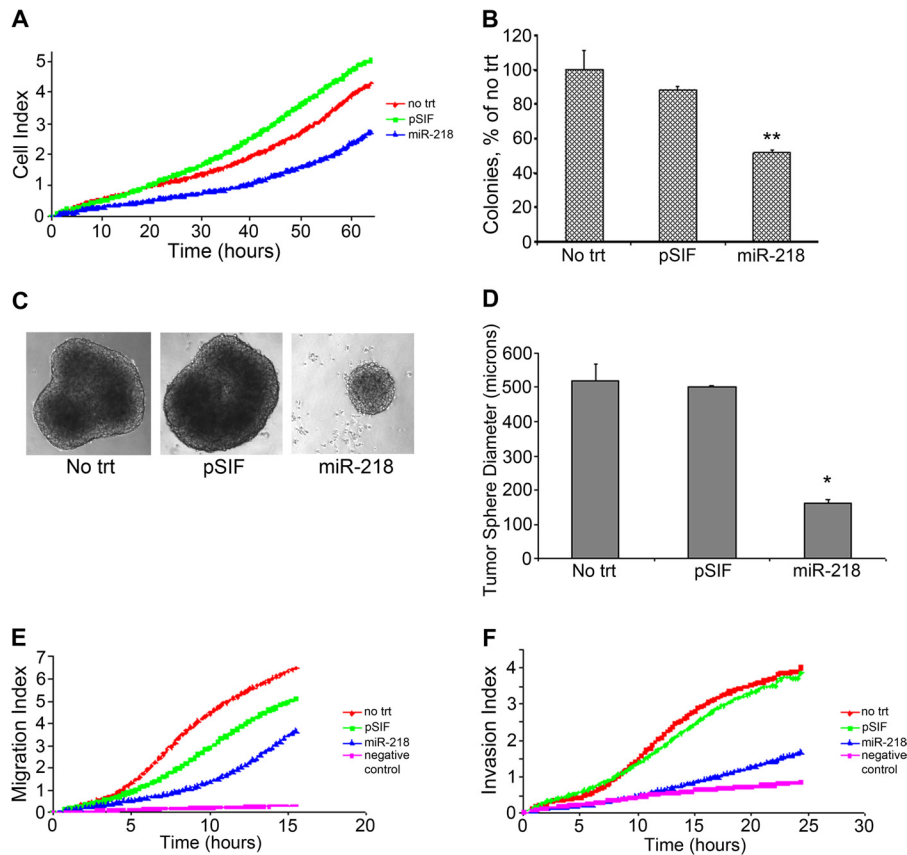 A
Cell Index
5
4
3
2
1
0
0 10 20 30 40 50 60
Time (hours)
no trt
pSIF
miR-218
B
Colonies, % of no trt
120
100
80
60
40
20
0
**
No trt pSIF miR-218
C
No trt pSIF miR-218
D
Tumor Sphere Diameter (microns)
600
500
400
300
200
100
0
*
No trt pSIF miR-218
E
Migration Index
7
6
5
4
3
2
1
0
0 5 10 15 20
Time (hours)
no trt
pSIF
miR-218
negative
control
F
Invasion Index
4
3
2
1
0
0 5 10 15 20 25 30
Time (hours)
no trt
pSIF
miR-218
negative
control